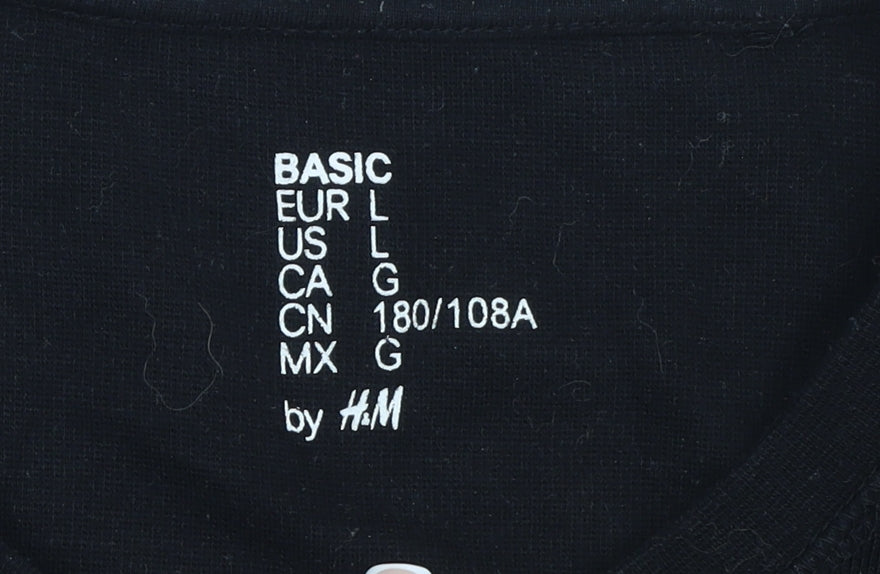 BASIC
EUR L
US L
CA G
CN 180/108A
MX G
by H&M